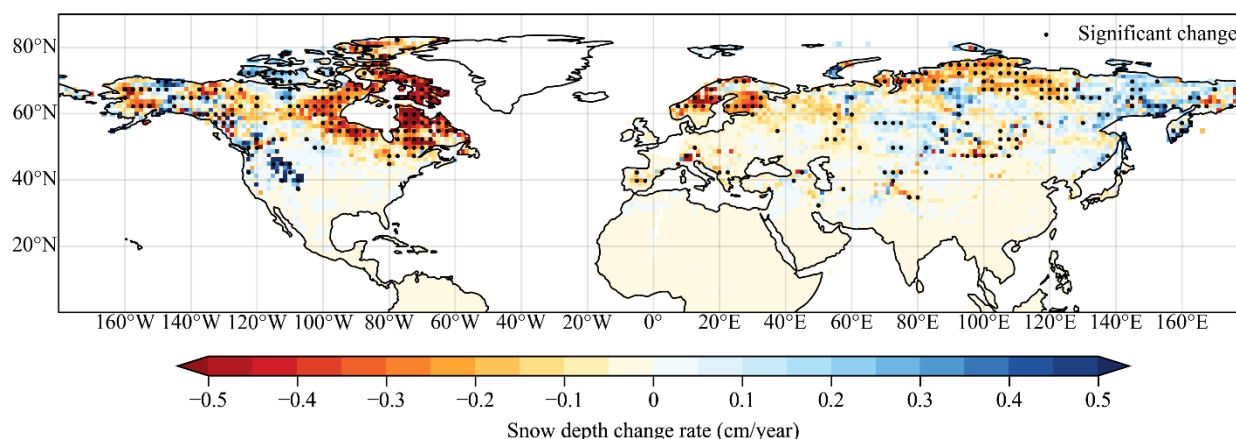 80°N
Significant change
60°N
40°N
20°N
160°W 140°W 120°W 100°W 80°W 60°W 40°W 20°W 0° 20°E 40°E 60°E 80°E 100°E 120°E 140°E 160°E
−0.5 −0.4 −0.3 −0.2 −0.1 0 0.1 0.2 0.3 0.4 0.5
Snow depth change rate (cm/year)